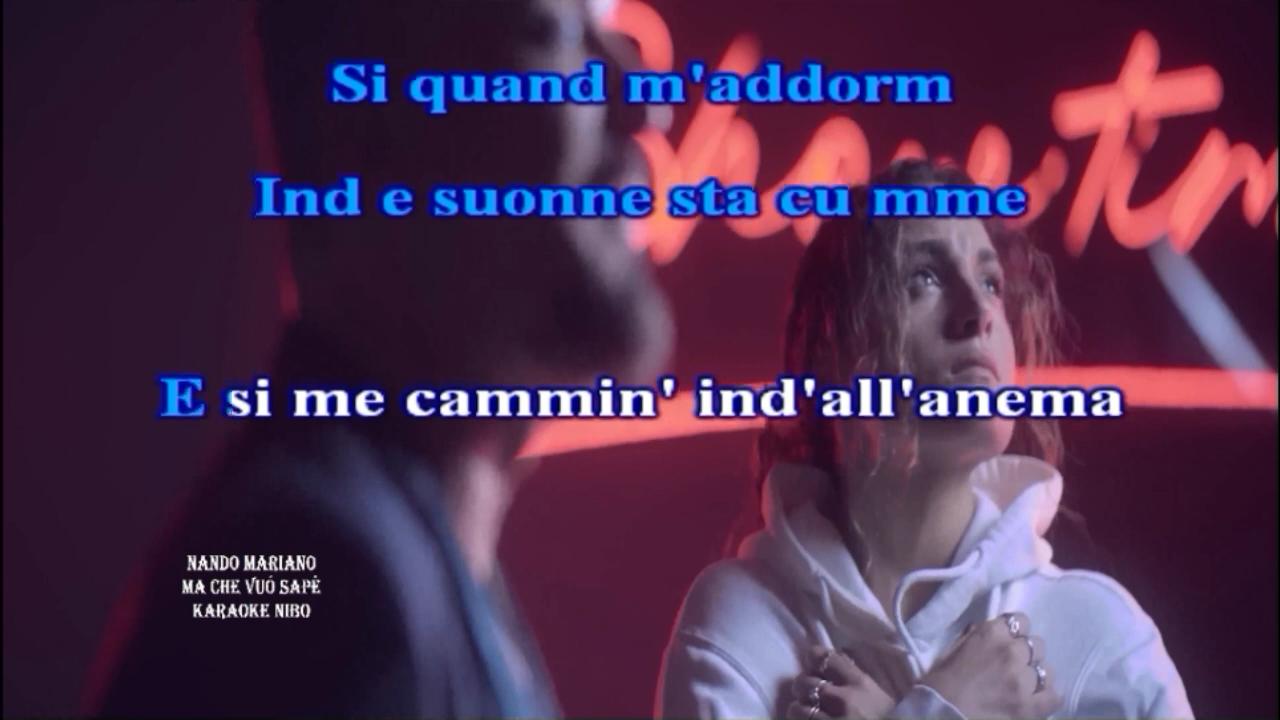 Si quand m'addorm
Ind e suonne sta cu mme
E si me cammin' ind'all'anema
NANDO MARIANO
MA CHE VUÓ SAPÉ
KARAOKE NIBO